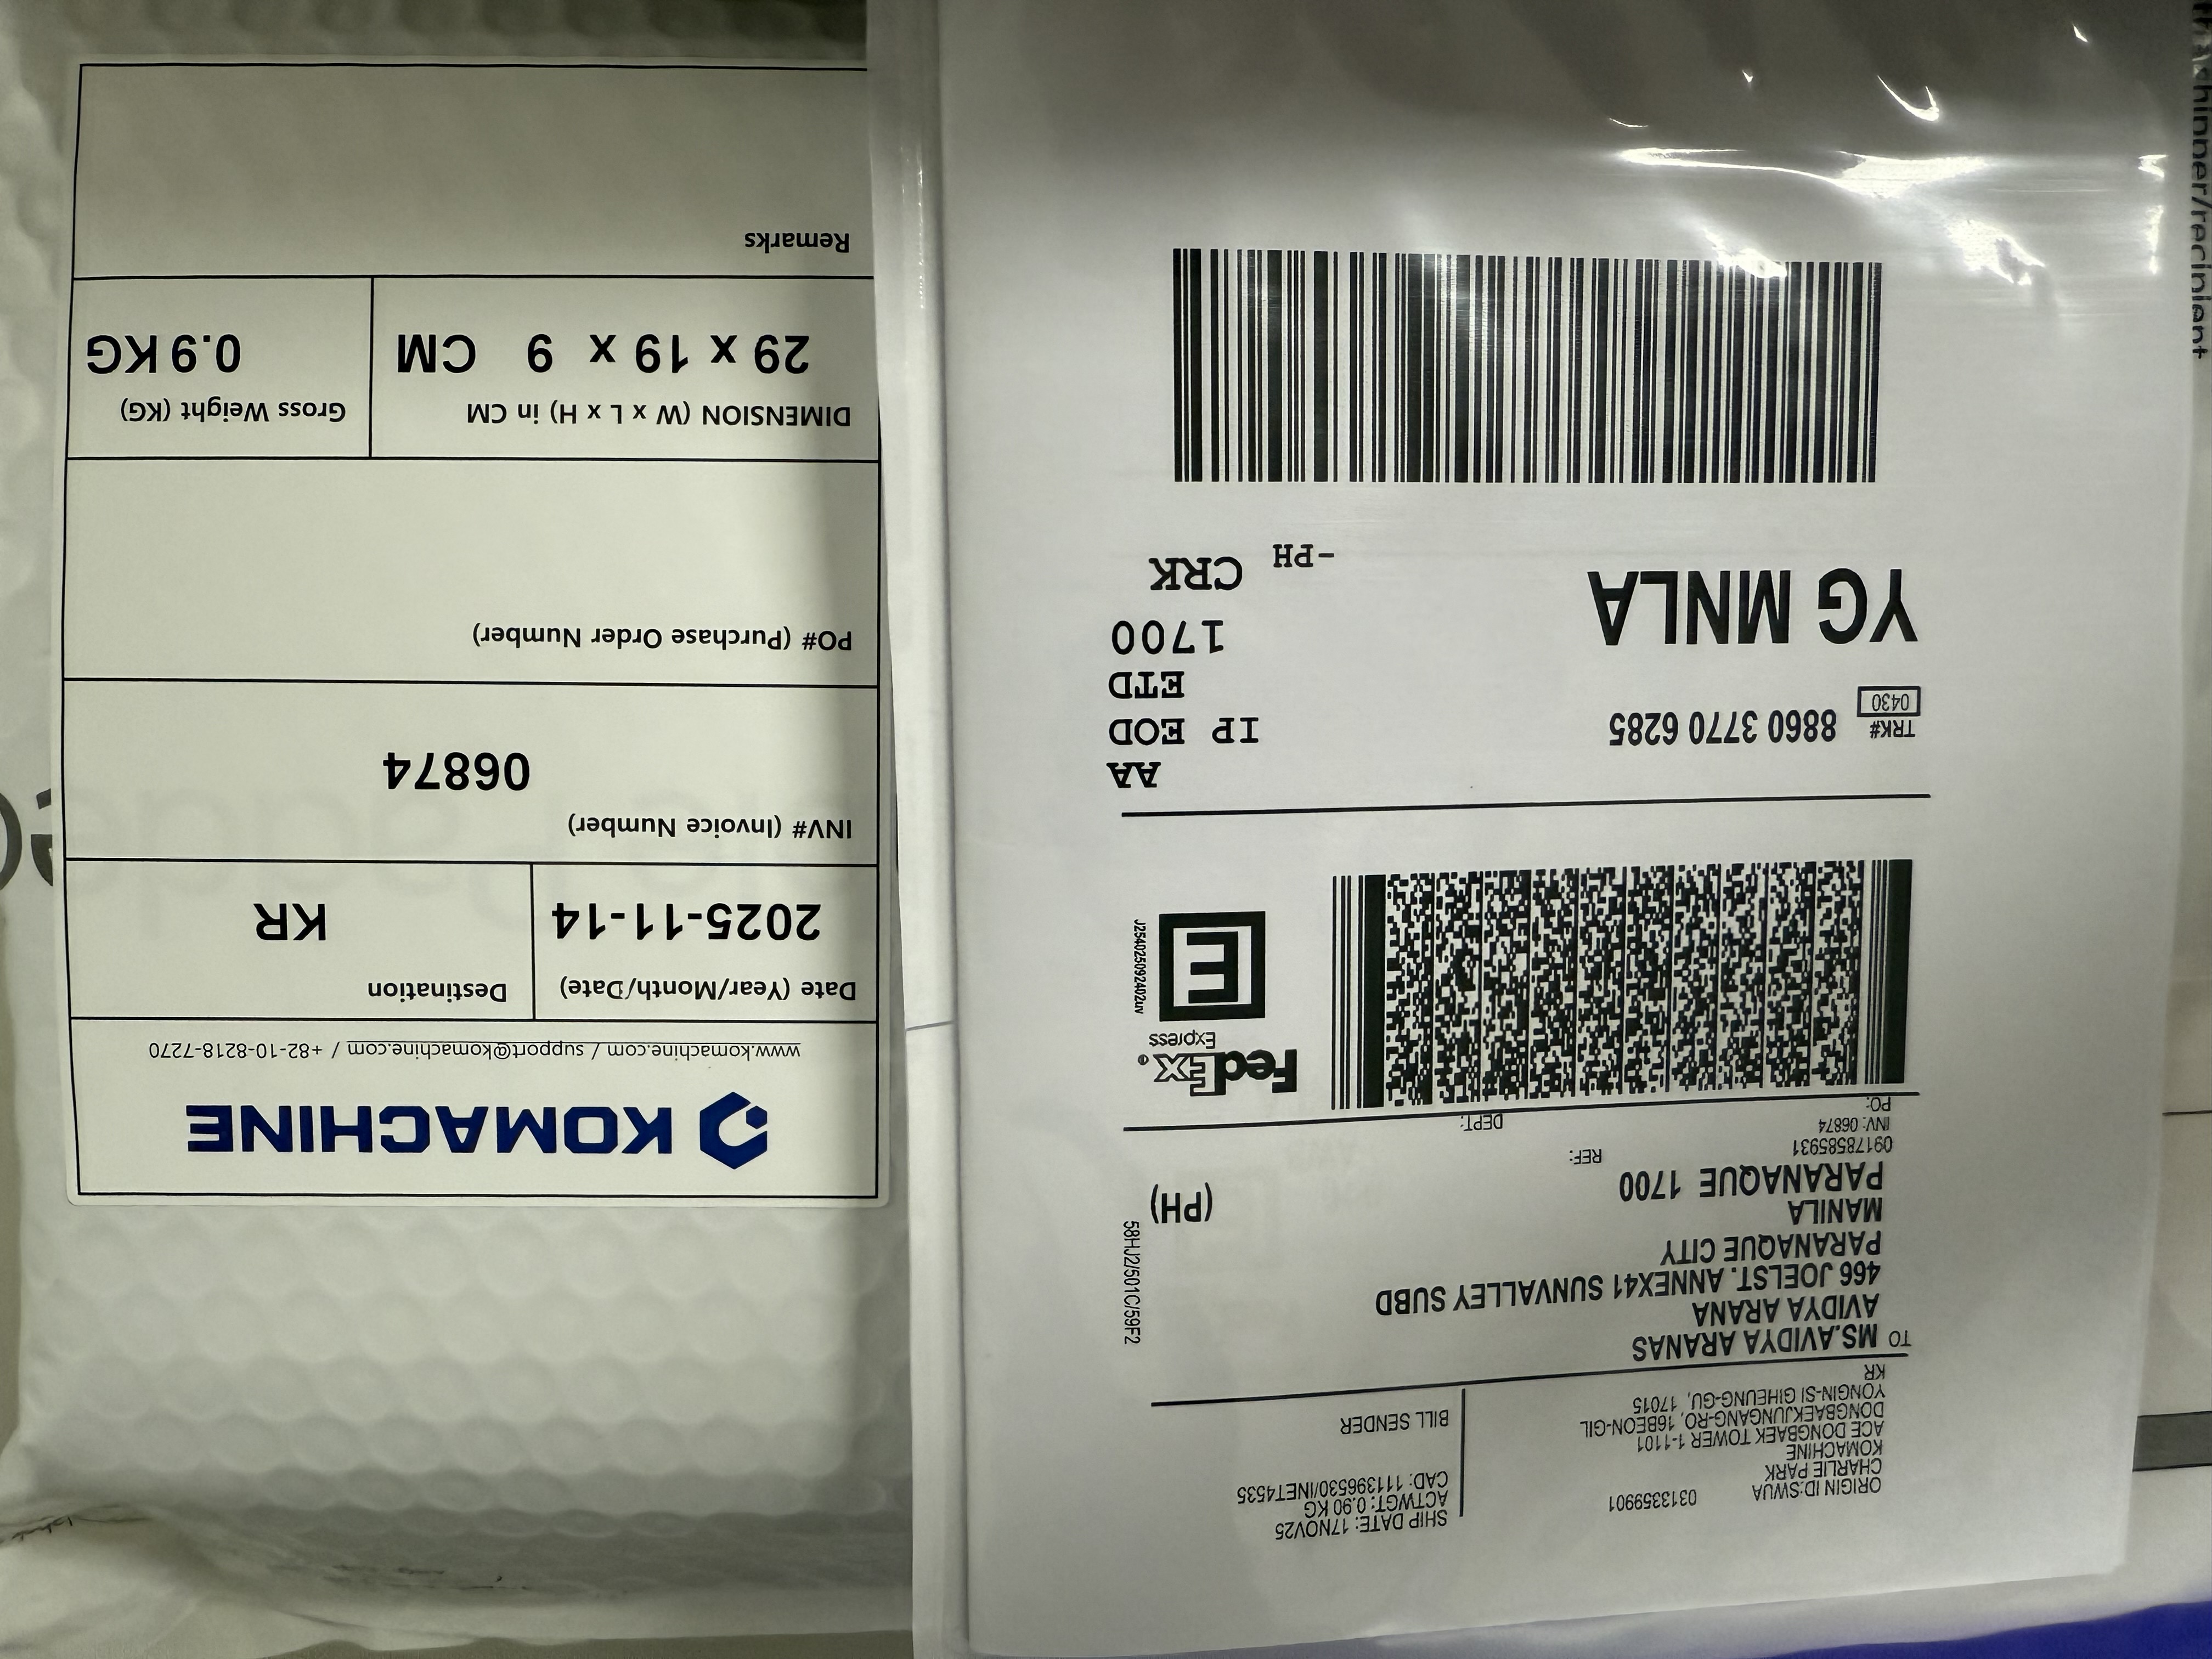 KOMACHINE
www.komachine.com / support@komachine.com / +82-10-8218-7270
Date (Year/Month/Date)
2025-11-14
Destination
KR
INV# (Invoice Number)
06874
PO# (Purchase Order Number)
DIMENSION (W x L x H) in CM
29 x 19 x 9 CM
Gross Weight (KG)
0.9 KG
Remarks
ORIGIN ID:SWUA 0313359901
CHARLIE PARK
KOMACHINE
ACE DONGBAEK TOWER 1-1101
DONGBAEKJUNGANG-RO, 16BEON-GIL
YONGIN-SI GIHEUNG-GU, 17015
KR
SHIP DATE: 17NOV25
ACTWGT: 0.90 KG
CAD: 111396530/INET4535
BILL SENDER
TO MS.AVIDYA ARANAS
AVIDYA ARANA
466 JOELST. ANNEX41 SUNVALLEY SUBD
PARANAQUE CITY
MANILA
PARANAQUE 1700
(PH)
09178585931
REF:
INV: 06874
PO:
DEPT:
58HJ2/501C/59F2
FedEx®
Express
E
J254025092402uv
TRK# 8860 3770 6285
0430
AA
IP EOD
ETD
1700
YG MNLA
-PH CRK
shipper/recipient